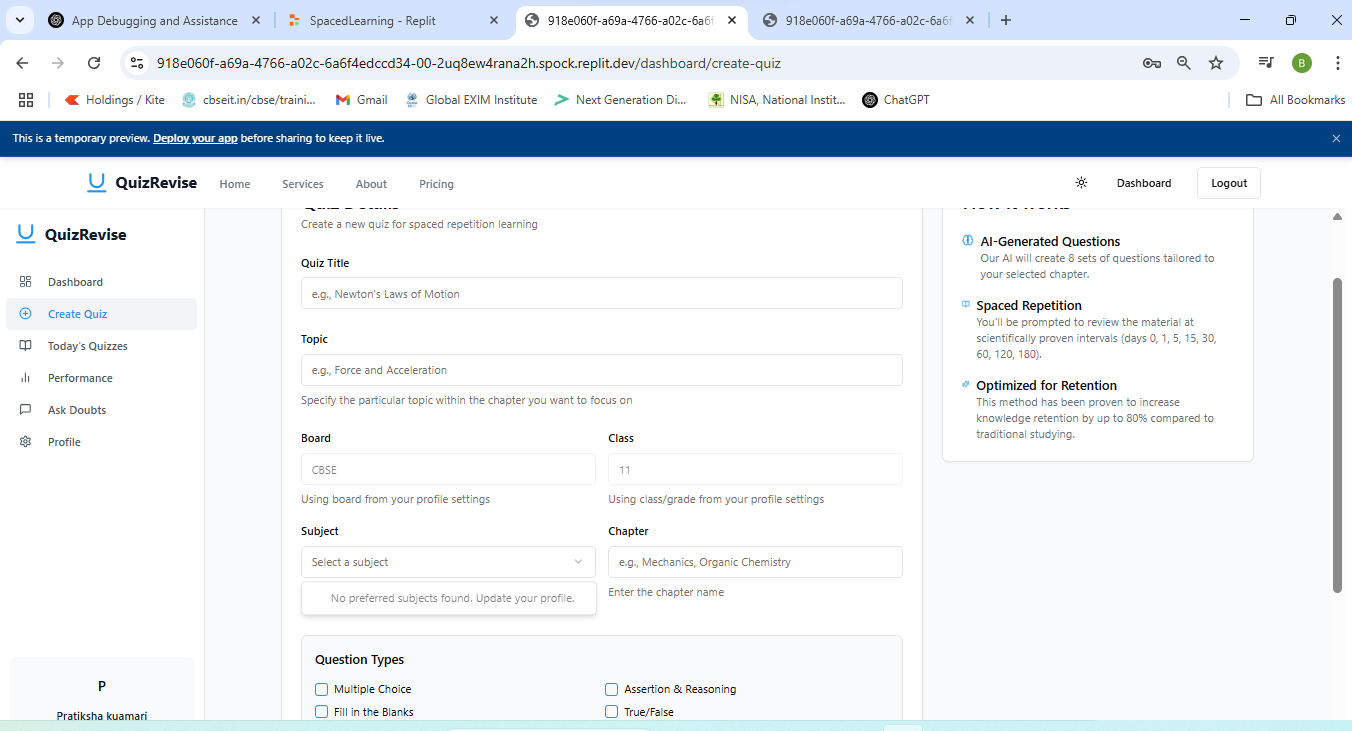 App Debugging and Assistance
SpacedLearning - Replit
918e060f-a69a-4766-a02c-6a6f
918e060f-a69a-4766-a02c-6a6f
918e060f-a69a-4766-a02c-6a6f4edccd34-00-2uq8ew4rana2h.spock.replit.dev/dashboard/create-quiz
B
Holdings / Kite
cbseit.in/cbse/traini...
Gmail
Global EXIM Institute
Next Generation Di...
NISA, National Instit...
ChatGPT
All Bookmarks
This is a temporary preview. Deploy your app before sharing to keep it live.
QuizRevise
Home
Services
About
Pricing
Dashboard
Logout
QuizRevise
Dashboard
Create Quiz
Today's Quizzes
Performance
Ask Doubts
Profile
P
Pratiksha kuamari
Quiz Details
Create a new quiz for spaced repetition learning
Quiz Title
e.g., Newton's Laws of Motion
Topic
e.g., Force and Acceleration
Specify the particular topic within the chapter you want to focus on
Board
Class
CBSE
11
Using board from your profile settings
Using class/grade from your profile settings
Subject
Chapter
Select a subject
e.g., Mechanics, Organic Chemistry
No preferred subjects found. Update your profile.
Enter the chapter name
Question Types
Multiple Choice
Assertion & Reasoning
Fill in the Blanks
True/False
How It Works
AI-Generated Questions
Our AI will create 8 sets of questions tailored to
your selected chapter.
Spaced Repetition
You'll be prompted to review the material at
scientifically proven intervals (days 0, 1, 5, 15, 30,
60, 120, 180).
Optimized for Retention
This method has been proven to increase
knowledge retention by up to 80% compared to
traditional studying.